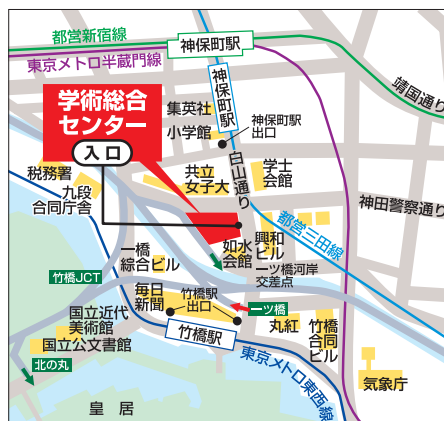 都営新宿線
東京メトロ半蔵門線
神保町駅
神保町駅
靖国通り
学術総合
センター
入口
集英社
小学館
神保町駅
出口
白山通り
税務署
九段
合同庁舎
共立
女子大
学士
会館
神田警察通り
都営三田線
如水
会館
興和
ビル
一ツ橋河岸
交差点
一橋
綜合ビル
竹橋JCT
毎日
新聞
竹橋駅
出口
一ツ橋
国立近代
美術館
国立公文書館
竹橋駅
丸紅
竹橋
合同
ビル
北の丸
東京メトロ東西線
気象庁
皇居